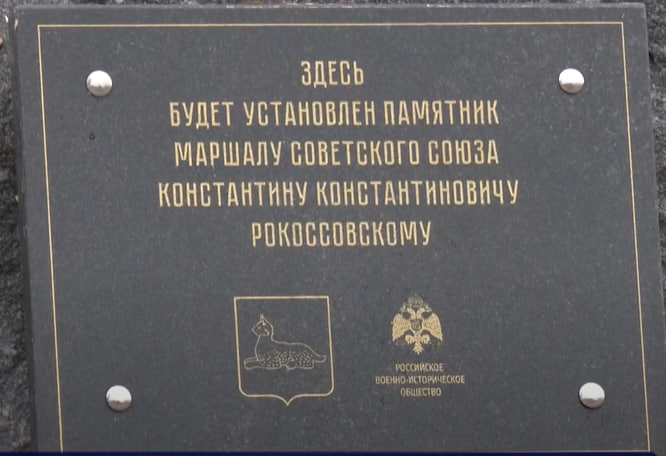 ЗДЕСЬ
БУДЕТ УСТАНОВЛЕН ПАМЯТНИК
МАРШАЛУ СОВЕТСКОГО СОЮЗА
КОНСТАНТИНУ КОНСТАНТИНОВИЧУ
РОКОССОВСКОМУ
РОССИЙСКОЕ
ВОЕННО-ИСТОРИЧЕСКОЕ
ОБЩЕСТВО